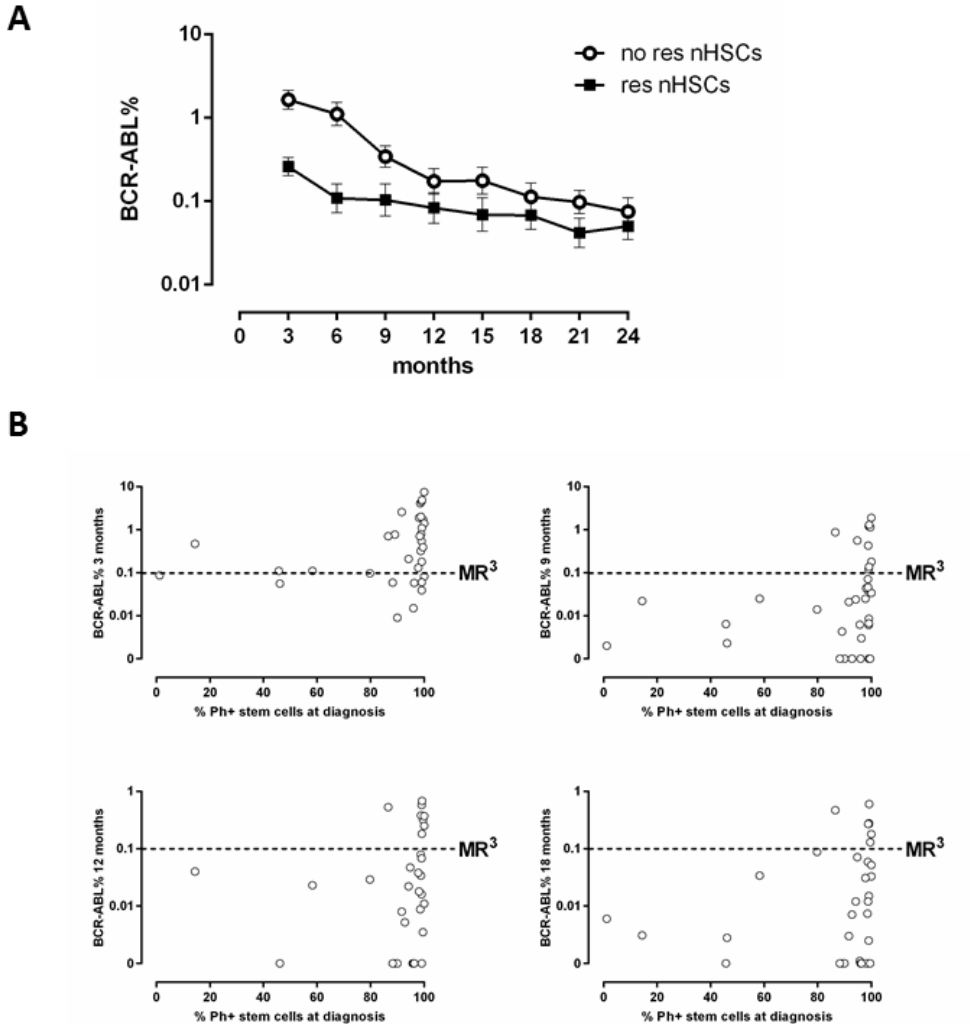 A
10
1
0.1
0.01
BCR-ABL%
no res nHSCs
res nHSCs
0 3 6 9 12 15 18 21 24
months
B
10
1
0.1
0.01
0
BCR-ABL% 3 months
MR³
0 20 40 60 80 100
% Ph+ stem cells at diagnosis
10
1
0.1
0.01
0
BCR-ABL% 9 months
MR³
0 20 40 60 80 100
% Ph+ stem cells at diagnosis
1
0.1
0.01
0
BCR-ABL% 12 months
MR³
0 20 40 60 80 100
% Ph+ stem cells at diagnosis
1
0.1
0.01
0
BCR-ABL% 18 months
MR³
0 20 40 60 80 100
% Ph+ stem cells at diagnosis